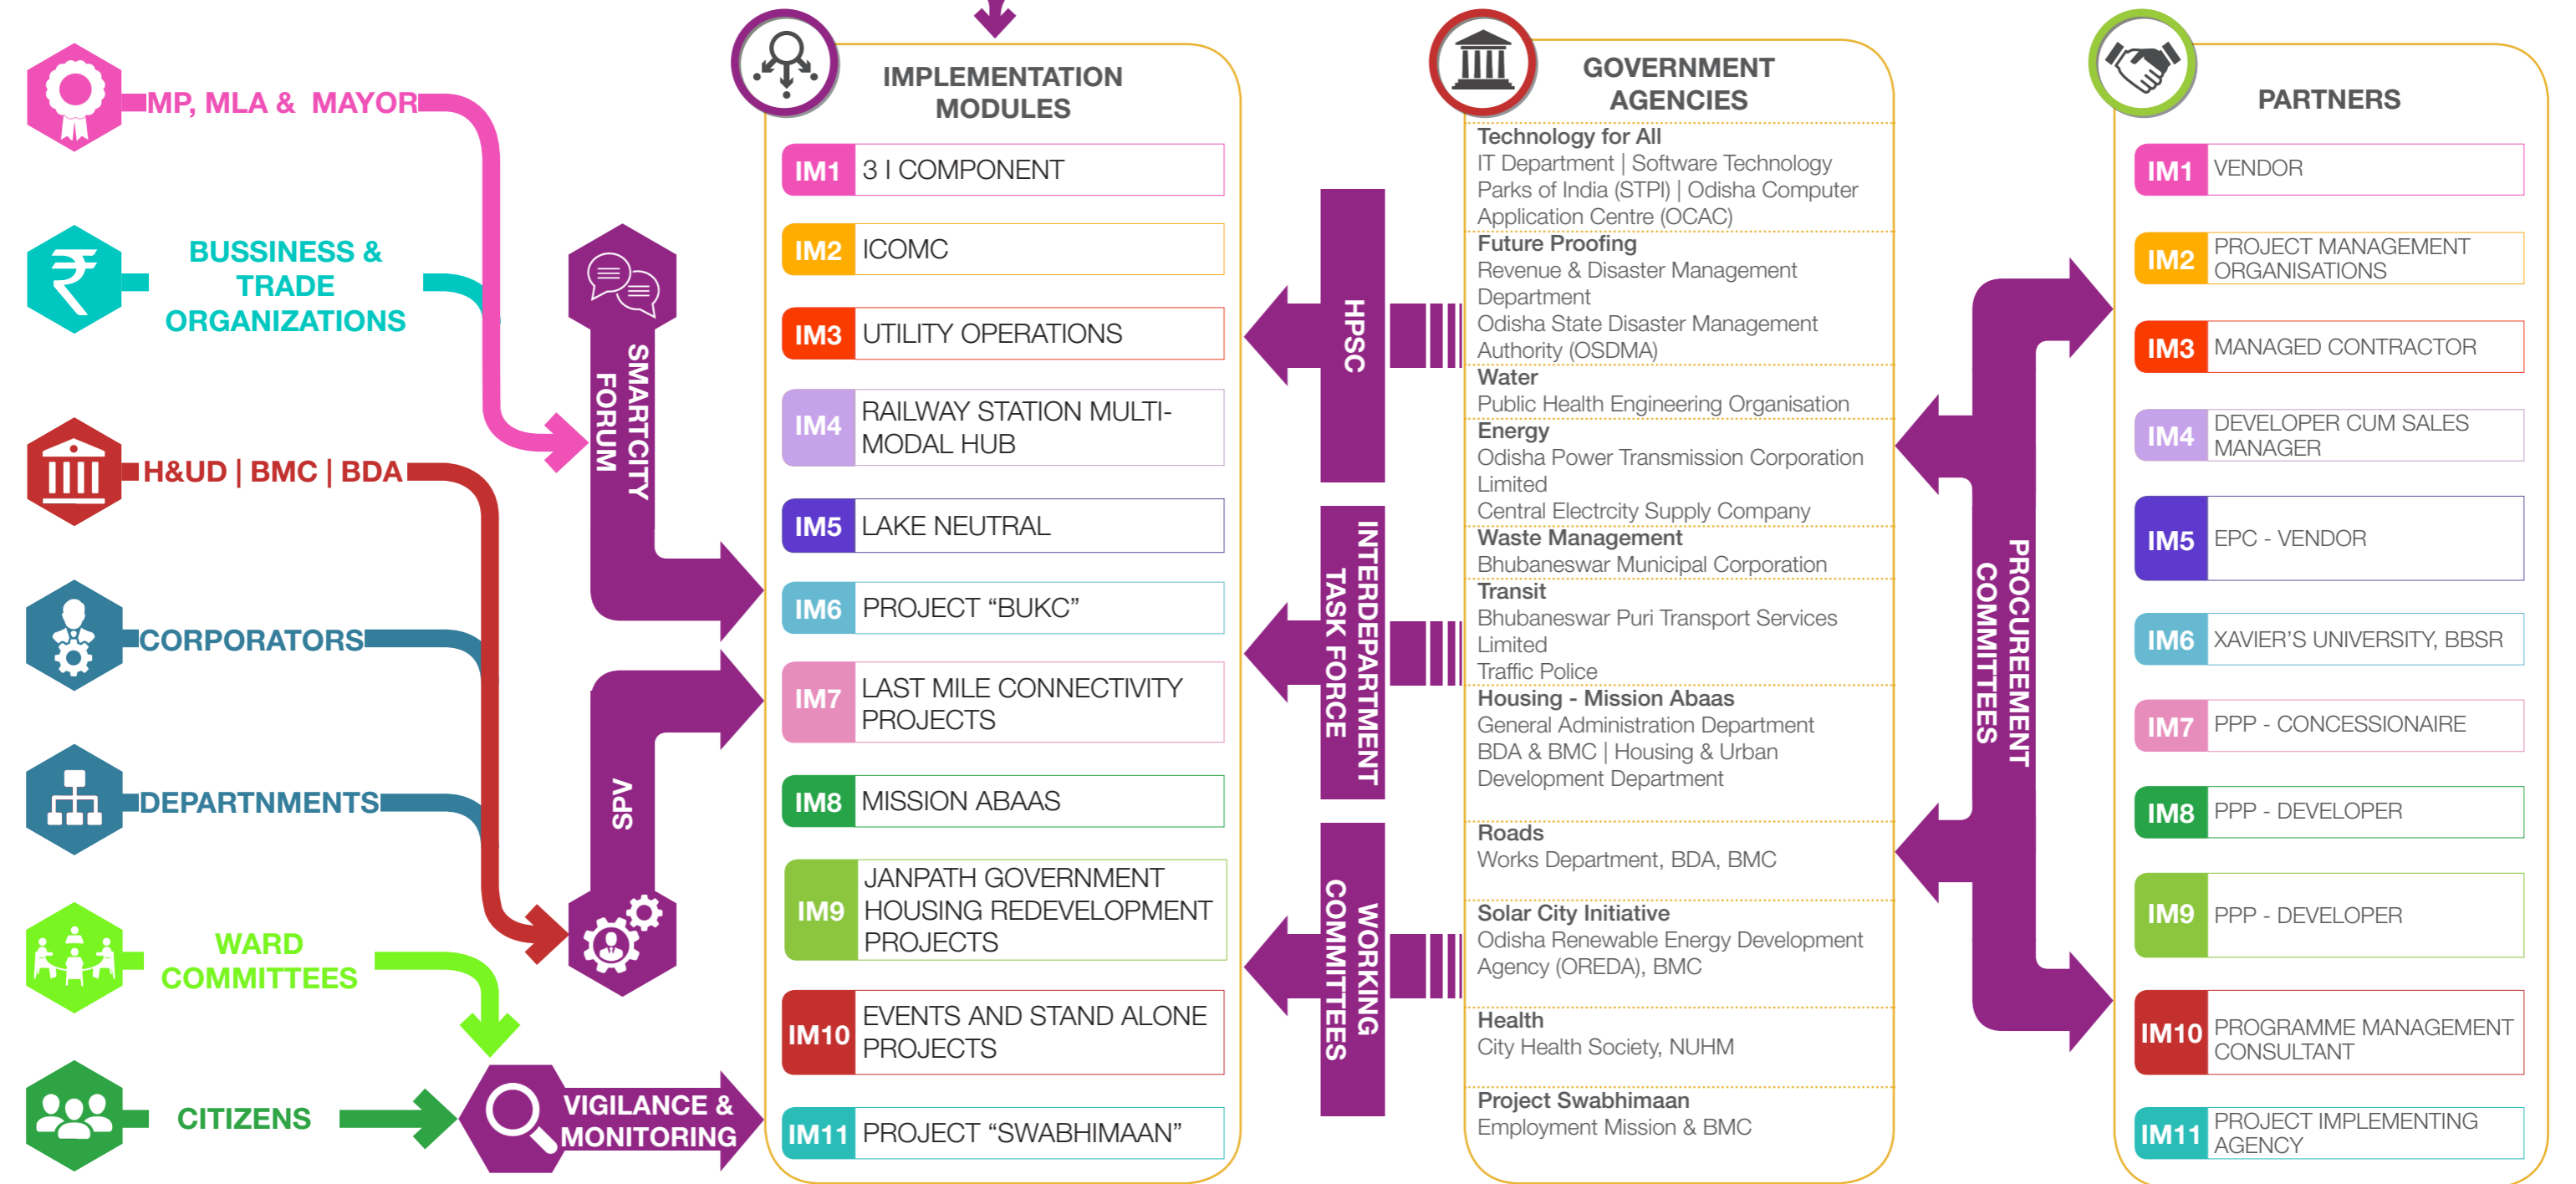 MP, MLA & MAYOR
BUSSINESS &
TRADE
ORGANIZATIONS
H&UD | BMC | BDA
CORPORATORS
DEPARTNMENTS
WARD
COMMITTEES
CITIZENS
SMARTCITY
FORUM
SPV
VIGILANCE &
MONITORING
IMPLEMENTATION
MODULES
IM1 3 I COMPONENT
IM2 ICOMC
IM3 UTILITY OPERATIONS
IM4 RAILWAY STATION MULTI-
MODAL HUB
IM5 LAKE NEUTRAL
IM6 PROJECT “BUKC”
IM7 LAST MILE CONNECTIVITY
PROJECTS
IM8 MISSION ABAAS
IM9 JANPATH GOVERNMENT
HOUSING REDEVELOPMENT
PROJECTS
IM10 EVENTS AND STAND ALONE
PROJECTS
IM11 PROJECT “SWABHIMAAN”
HPSC
INTERDEPARTMENT
TASK FORCE
WORKING
COMMITTEES
GOVERNMENT
AGENCIES
Technology for All
IT Department | Software Technology
Parks of India (STPI) | Odisha Computer
Application Centre (OCAC)
Future Proofing
Revenue & Disaster Management
Department
Odisha State Disaster Management
Authority (OSDMA)
Water
Public Health Engineering Organisation
Energy
Odisha Power Transmission Corporation
Limited
Central Electrcity Supply Company
Waste Management
Bhubaneswar Municipal Corporation
Transit
Bhubaneswar Puri Transport Services
Limited
Traffic Police
Housing - Mission Abaas
General Administration Department
BDA & BMC | Housing & Urban
Development Department
Roads
Works Department, BDA, BMC
Solar City Initiative
Odisha Renewable Energy Development
Agency (OREDA), BMC
Health
City Health Society, NUHM
Project Swabhimaan
Employment Mission & BMC
PROCUREEMENT
COMMITTEES
PARTNERS
IM1 VENDOR
IM2 PROJECT MANAGEMENT
ORGANISATIONS
IM3 MANAGED CONTRACTOR
IM4 DEVELOPER CUM SALES
MANAGER
IM5 EPC - VENDOR
IM6 XAVIER’S UNIVERSITY, BBSR
IM7 PPP - CONCESSIONAIRE
IM8 PPP - DEVELOPER
IM9 PPP - DEVELOPER
IM10 PROGRAMME MANAGEMENT
CONSULTANT
IM11 PROJECT IMPLEMENTING
AGENCY